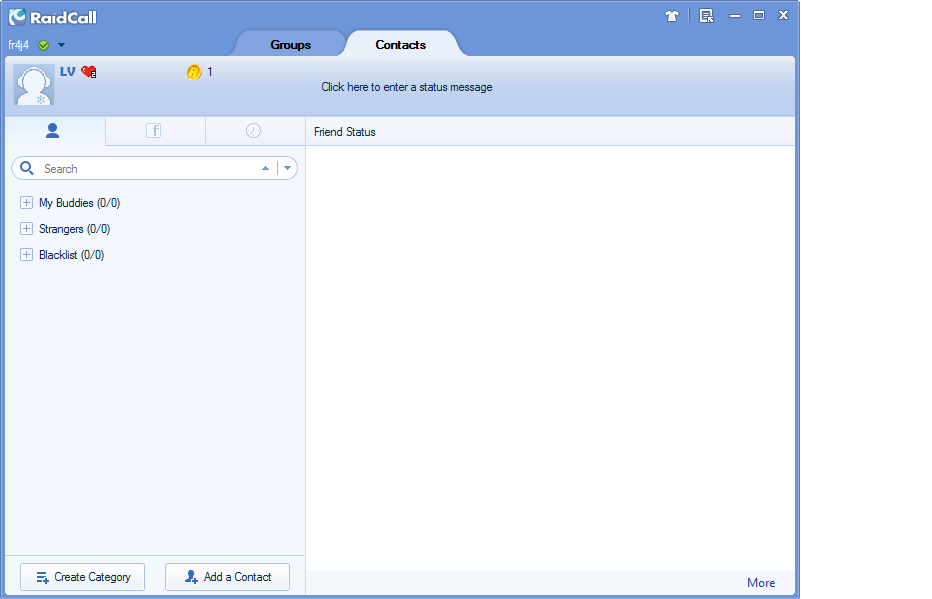 RaidCall
fr4j4
Groups
Contacts
LV 2
1
Click here to enter a status message
f
Friend Status
Search
My Buddies (0/0)
Strangers (0/0)
Blacklist (0/0)
Create Category
Add a Contact
More